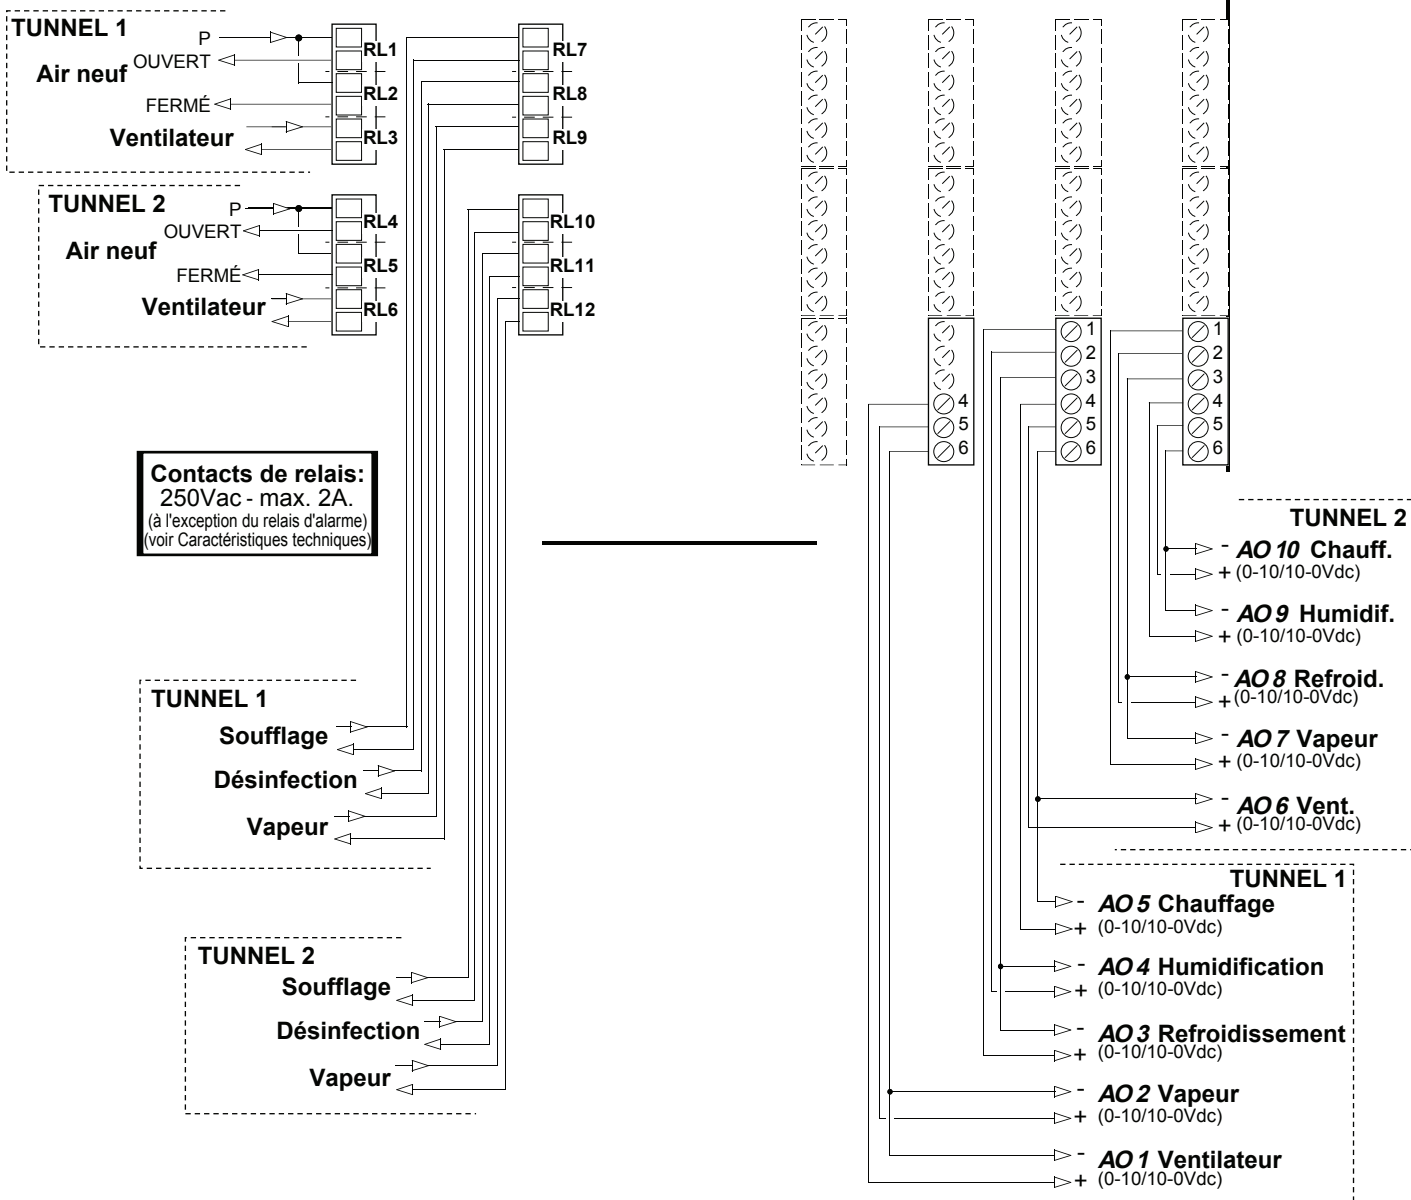 TUNNEL 1
P
RL1
OUVERT
Air neuf
RL2
FERMÉ
Ventilateur
RL3
TUNNEL 2
P
RL4
OUVERT
Air neuf
RL5
FERMÉ
Ventilateur
RL6
RL7
RL8
RL9
RL10
RL11
RL12
Contacts de relais:
250Vac - max. 2A.
(à l'exception du relais d'alarme)
(voir Caractéristiques techniques)
TUNNEL 1
Soufflage
Désinfection
Vapeur
TUNNEL 2
Soufflage
Désinfection
Vapeur
4
5
6
1
2
3
4
5
6
1
2
3
4
5
6
TUNNEL 2
- AO 10 Chauff.
+ (0-10/10-0Vdc)
- AO 9 Humidif.
+ (0-10/10-0Vdc)
- AO 8 Refroid.
+ (0-10/10-0Vdc)
- AO 7 Vapeur
+ (0-10/10-0Vdc)
- AO 6 Vent.
+ (0-10/10-0Vdc)
TUNNEL 1
- AO 5 Chauffage
+ (0-10/10-0Vdc)
- AO 4 Humidification
+ (0-10/10-0Vdc)
- AO 3 Refroidissement
+ (0-10/10-0Vdc)
- AO 2 Vapeur
+ (0-10/10-0Vdc)
- AO 1 Ventilateur
+ (0-10/10-0Vdc)